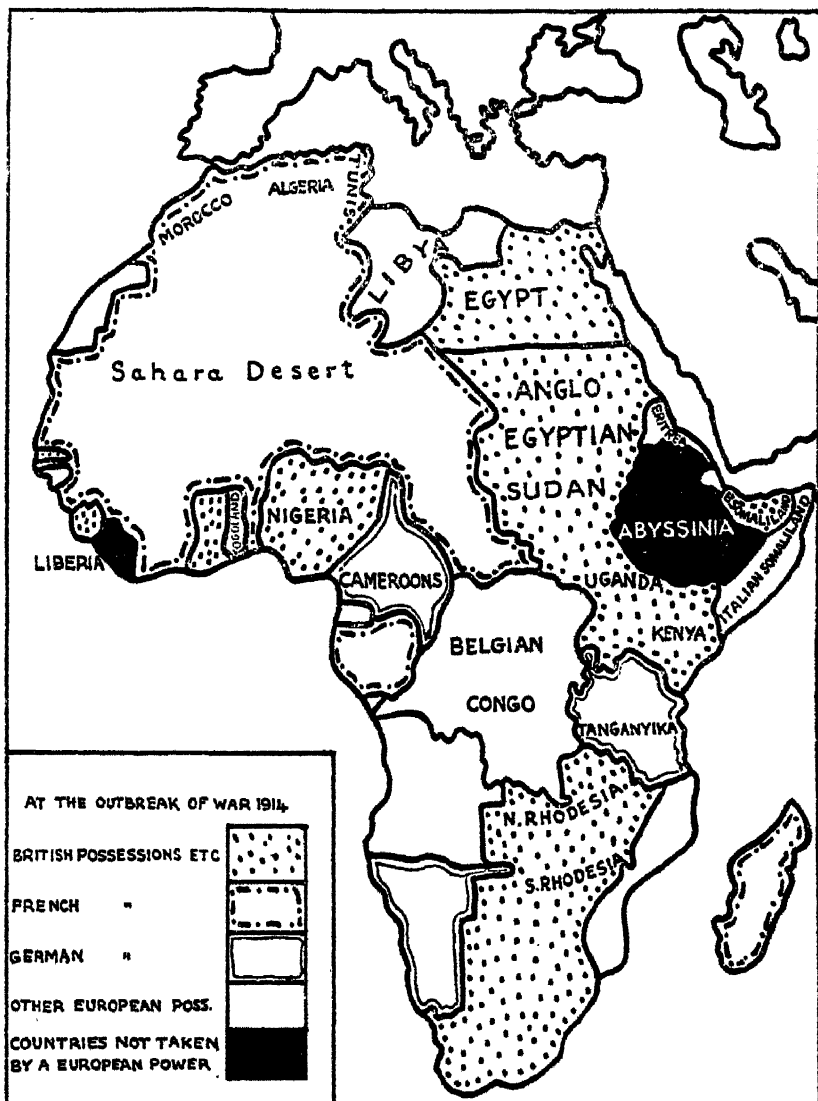 ALGERIA
TUNIS
MOROCCO
LIBY
EGYPT
Sahara Desert
ANGLO
EGYPTIAN
SUDAN
ERITREA
NIGERIA
TOGOLAND
LIBERIA
ABYSSINIA
B.SOMALILAND
ITALIAN SOMALILAND
CAMEROONS
UGANDA
KENYA
BELGIAN
CONGO
TANGANYIKA
N. RHODESIA
S. RHODESIA
AT THE OUTBREAK OF WAR 1914
BRITISH POSSESSIONS ETC
FRENCH "
GERMAN "
OTHER EUROPEAN POSS.
COUNTRIES NOT TAKEN
BY A EUROPEAN POWER